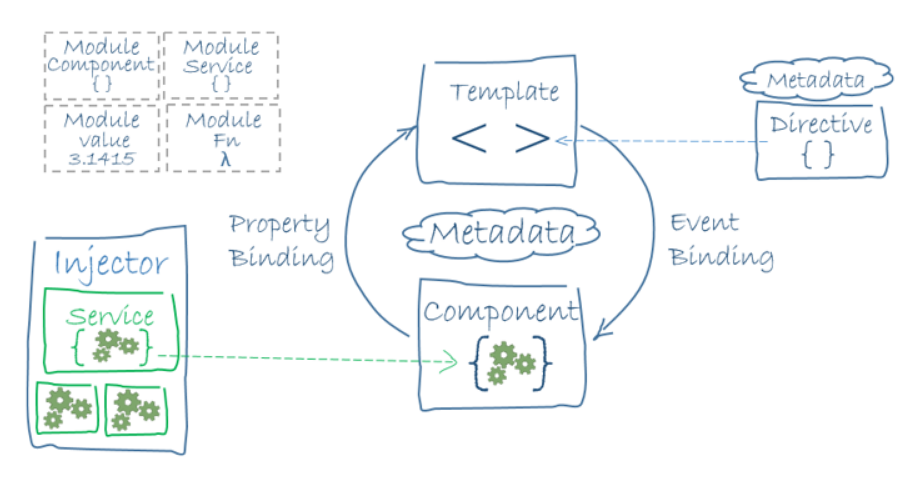 Module
Component
{ }
Module
Service
{ }
Module
value
3.1415
Module
Fn
λ
Template
< >
Metadata
Directive
{ }
Property
Binding
Metadata
Event
Binding
Injector
Service
{ }
Component
{ }